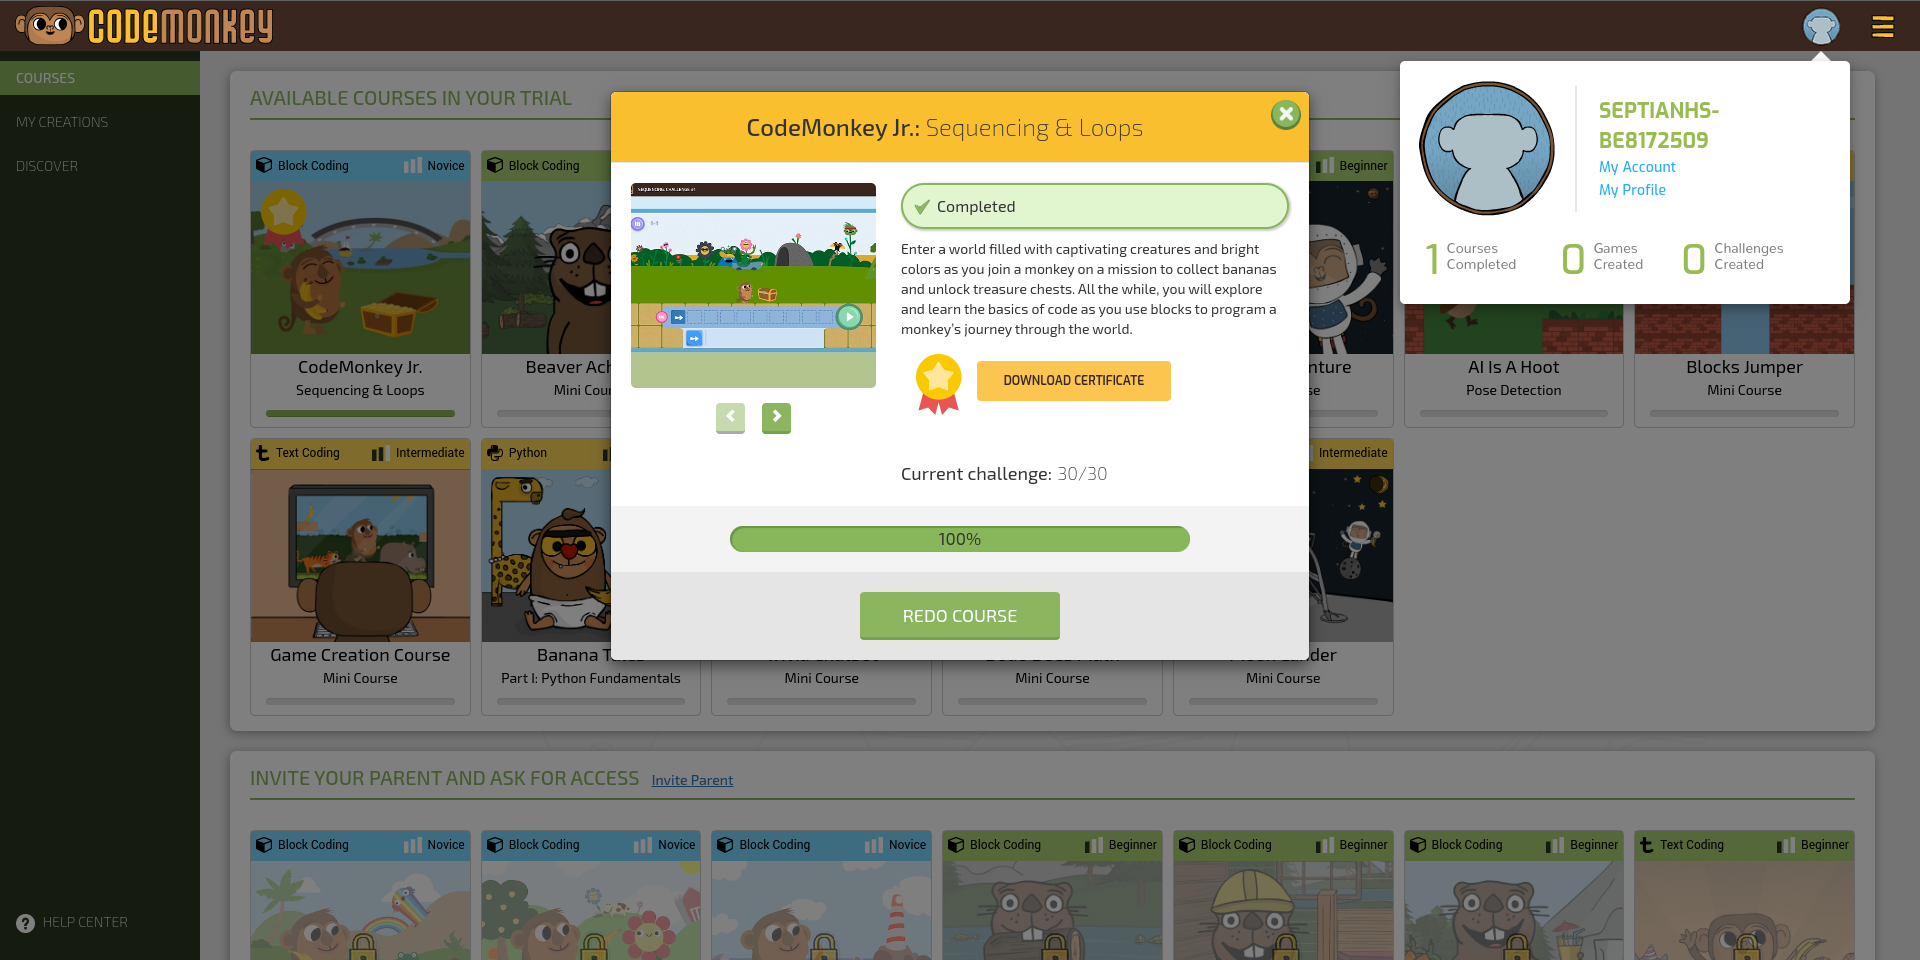 CODEMONKEY
COURSES
MY CREATIONS
DISCOVER
HELP CENTER
AVAILABLE COURSES IN YOUR TRIAL
Block Coding Novice
CodeMonkey Jr.
Sequencing & Loops
Block Coding
Beaver Ach
Mini Cour
Beginner
nture
se
AI Is A Hoot
Pose Detection
Blocks Jumper
Mini Course
Text Coding Intermediate
Game Creation Course
Mini Course
Python
Banana T
Part I: Python Fundamentals
Mini Course
Mini Course
Intermediate
nder
Mini Course
CodeMonkey Jr.: Sequencing & Loops
SEQUENCING CHALLENGE #1
Completed
Enter a world filled with captivating creatures and bright
colors as you join a monkey on a mission to collect bananas
and unlock treasure chests. All the while, you will explore
and learn the basics of code as you use blocks to program a
monkey's journey through the world.
DOWNLOAD CERTIFICATE
Current challenge: 30/30
100%
REDO COURSE
SEPTIANHS-
BE8172509
My Account
My Profile
1 Courses
Completed
0 Games
Created
0 Challenges
Created
INVITE YOUR PARENT AND ASK FOR ACCESS Invite Parent
Block Coding Novice
Block Coding Novice
Block Coding Novice
Block Coding Beginner
Block Coding Beginner
Block Coding Beginner
Text Coding Beginner